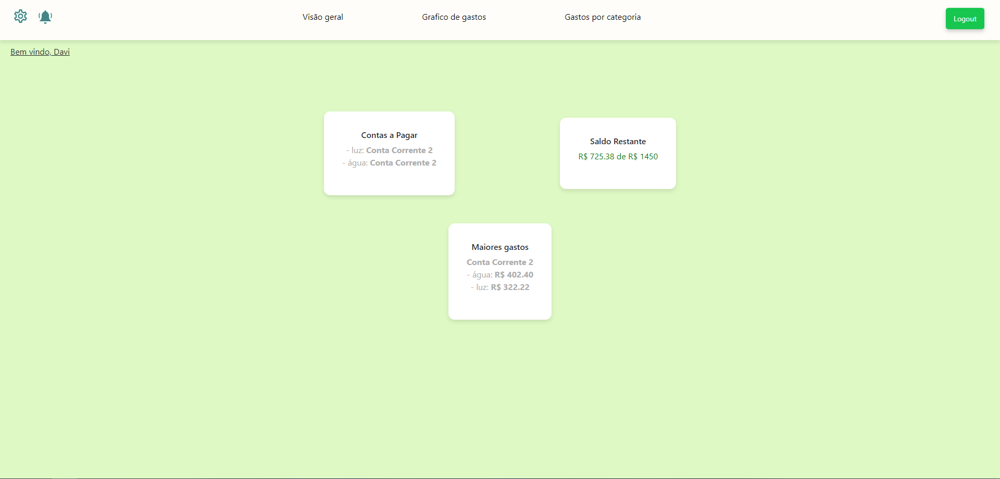 Visão geral
Grafico de gastos
Gastos por categoria
Logout
Bem vindo, Davi
Contas a Pagar
- luz: Conta Corrente 2
- água: Conta Corrente 2
Saldo Restante
R$ 725.38 de R$ 1450
Maiores gastos
Conta Corrente 2
- água: R$ 402.40
- luz: R$ 322.22